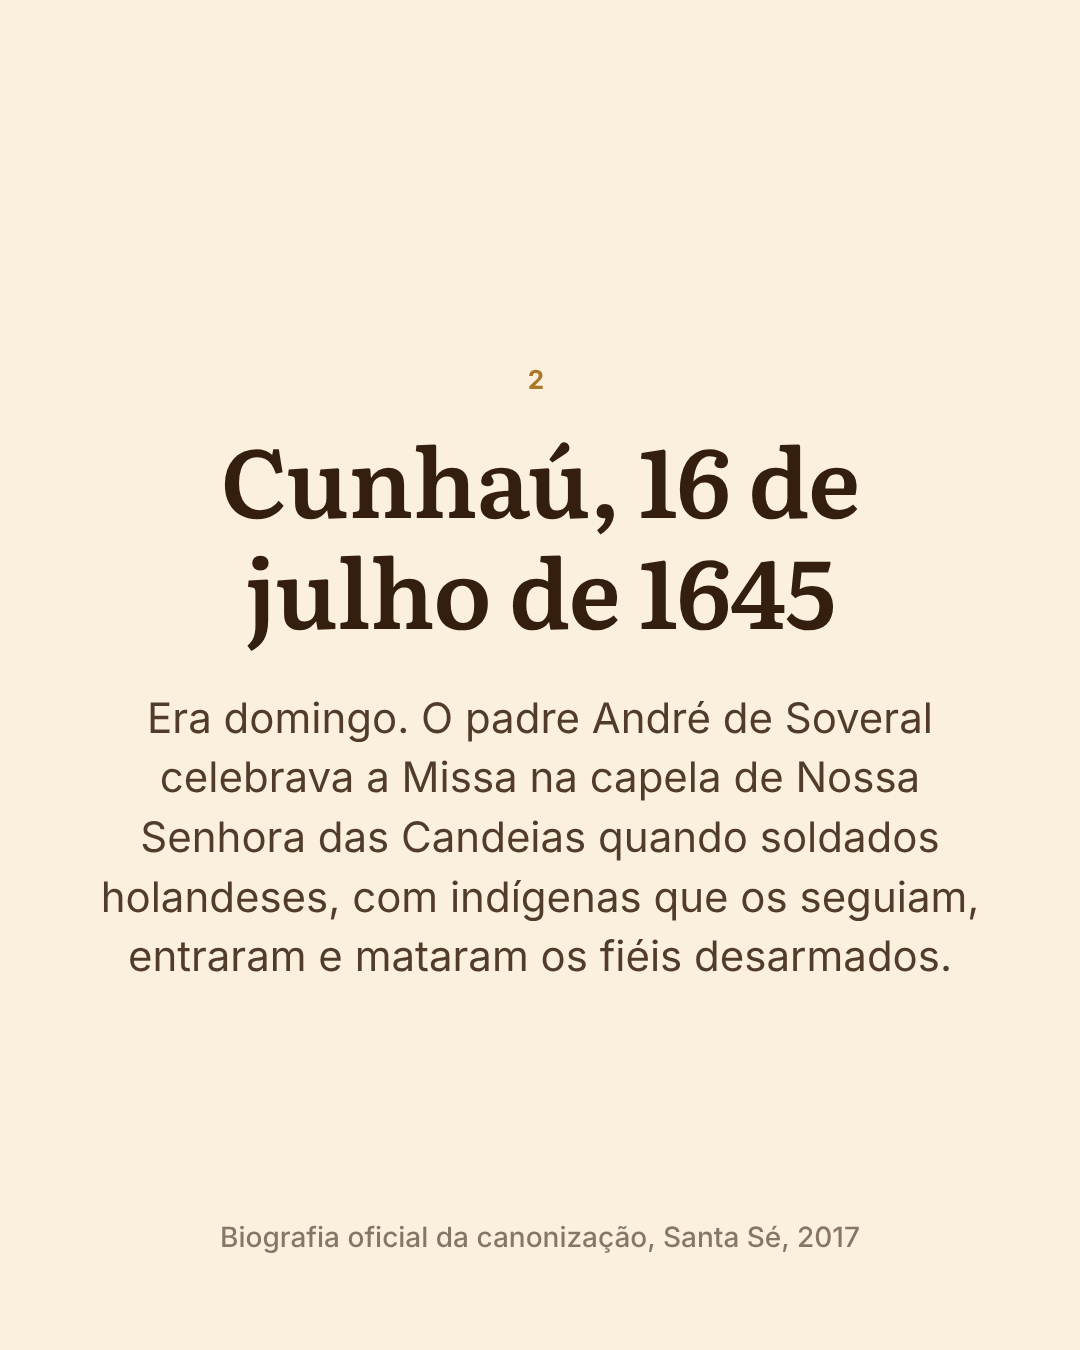 2
Cunhaú, 16 de
julho de 1645
Era domingo. O padre André de Soveral
celebrava a Missa na capela de Nossa
Senhora das Candeias quando soldados
holandeses, com indígenas que os seguiam,
entraram e mataram os fiéis desarmados.
Biografia oficial da canonização, Santa Sé, 2017